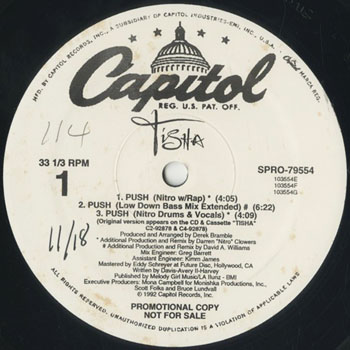 MFD. BY CAPITOL RECORDS, INC., A SUBSIDIARY OF CAPITOL INDUSTRIES-EMI, INC., U.S.A.
Capitol
REG. U.S. PAT. OFF.
114
TISHA
33 1/3 RPM
SPRO-79554
103554E
103554F
103554G
1
1. PUSH (Nitro w/Rap) * (4:05)
2. PUSH (Low Down Bass Mix Extended) # (6:22)
3. PUSH (Nitro Drums & Vocals) * (4:09)
(Original version appears on the CD & Cassette "TISHA"
C2-92878 & C4-92878)
11/18
Produced and Arranged by Derek Bramble
* Additional Production and Remix by Darren "Nitro" Clowers
# Additional Production and Remix by David A. Williams
Mix Engineer: Greg Barrett
Assistant Engineer: Kimm James
Mastered by Eddy Schreyer at Future Disc, Hollywood, CA
Written by Davis-Avery II-Harvey
Published by Melody Girl Music/LA Runz - BMI
Executive Producers: Mona Campbell for Monishka Productions, Inc.
Scott Folks and Bruce Lundvall
© 1992 Capitol Records, Inc.
PROMOTIONAL COPY
NOT FOR SALE
ALL RIGHTS RESERVED. UNAUTHORIZED DUPLICATION IS A VIOLATION OF APPLICABLE LAWS.